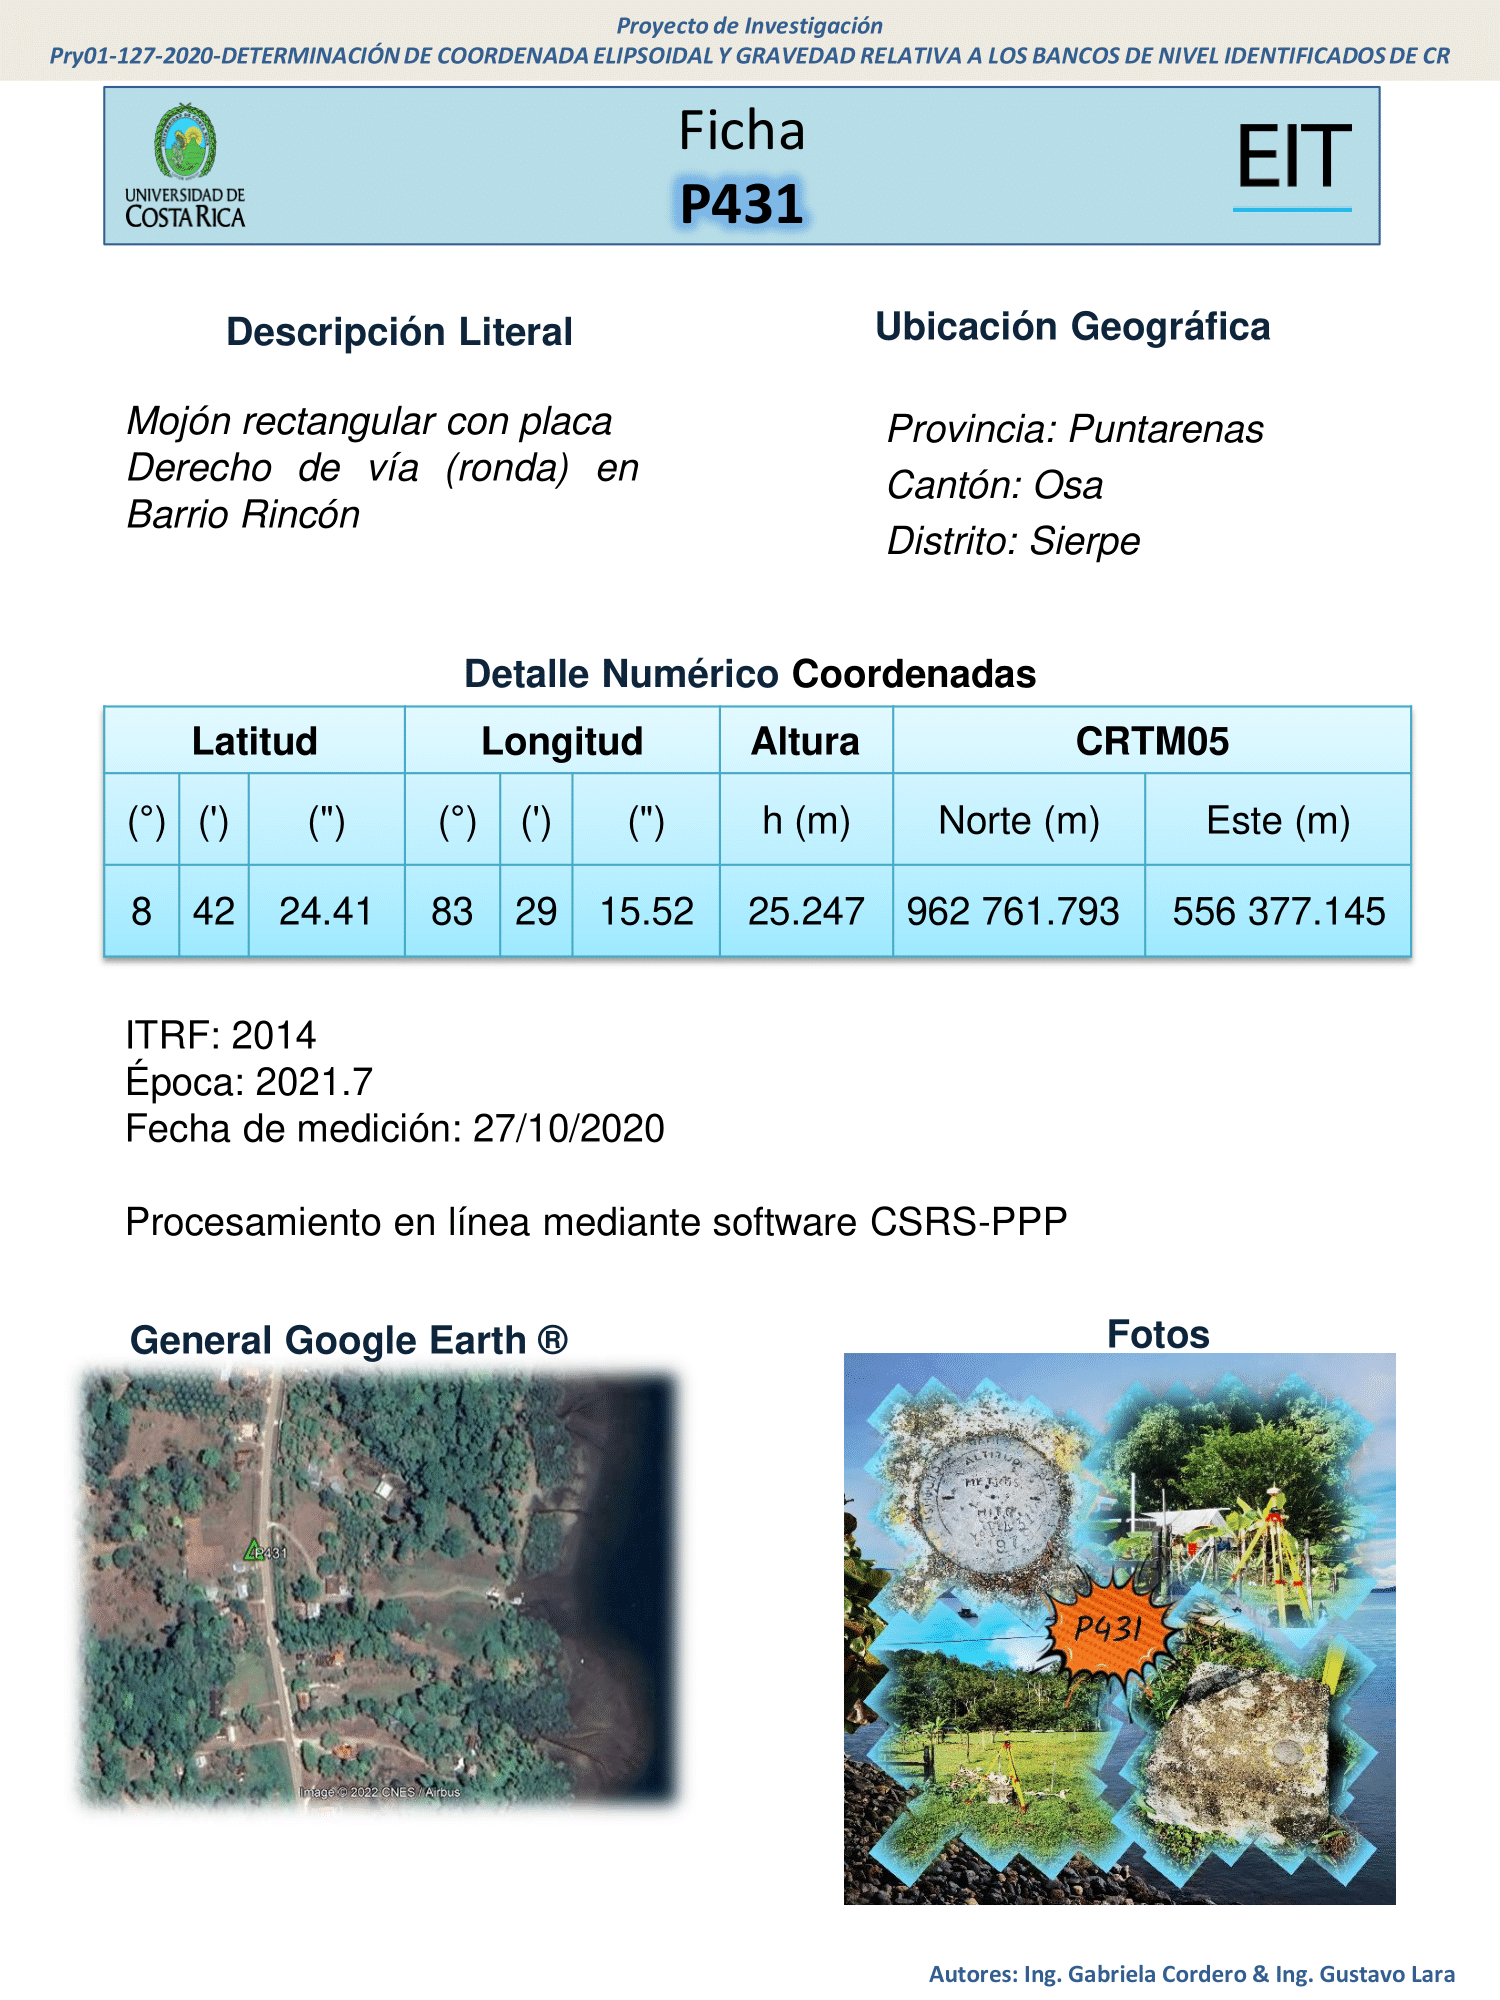 Proyecto de Investigación
Pry01-127-2020-DETERMINACIÓN DE COORDENADA ELIPSOIDAL Y GRAVEDAD RELATIVA A LOS BANCOS DE NIVEL IDENTIFICADOS DE CR
UNIVERSIDAD DE
COSTA RICA
Ficha
P431
EIT
Descripción Literal
Mojón rectangular con placa
Derecho de vía (ronda) en
Barrio Rincón
Ubicación Geográfica
Provincia: Puntarenas
Cantón: Osa
Distrito: Sierpe
Detalle Numérico Coordenadas
Latitud Longitud Altura CRTM05
(°) (') (") (°) (') (") h (m) Norte (m) Este (m)
8 42 24.41 83 29 15.52 25.247 962 761.793 556 377.145
ITRF: 2014
Época: 2021.7
Fecha de medición: 27/10/2020
Procesamiento en línea mediante software CSRS-PPP
General Google Earth ®
P431
Image © 2022 CNES / Airbus
Fotos
ALTITUD
METROS
P431
Autores: Ing. Gabriela Cordero & Ing. Gustavo Lara